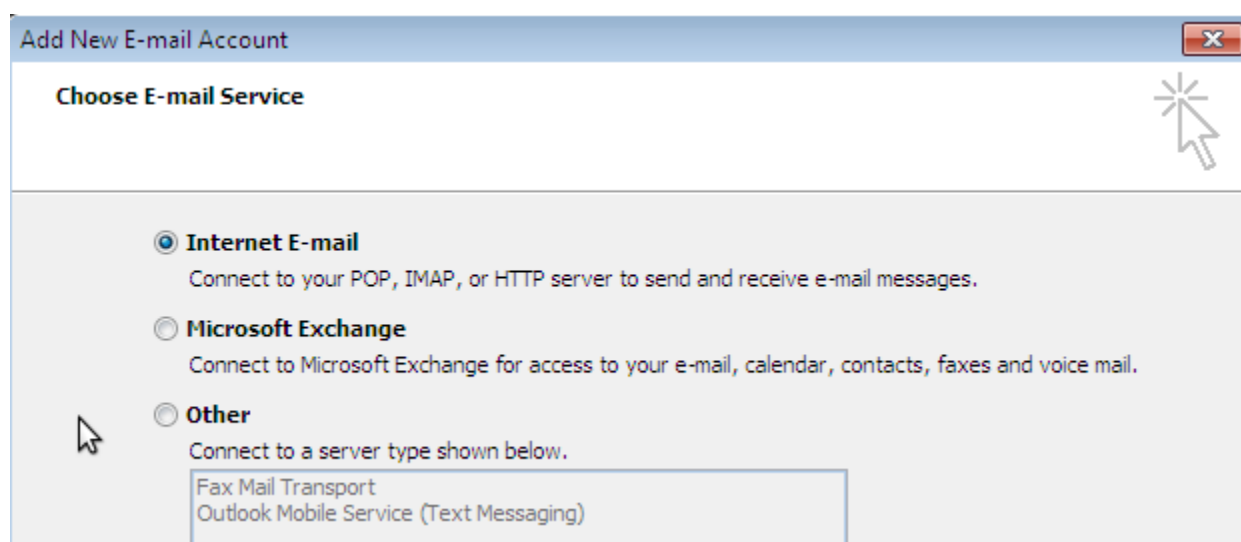 Add New E-mail Account
Choose E-mail Service
Internet E-mail
Connect to your POP, IMAP, or HTTP server to send and receive e-mail messages.
Microsoft Exchange
Connect to Microsoft Exchange for access to your e-mail, calendar, contacts, faxes and voice mail.
Other
Connect to a server type shown below.
Fax Mail Transport
Outlook Mobile Service (Text Messaging)